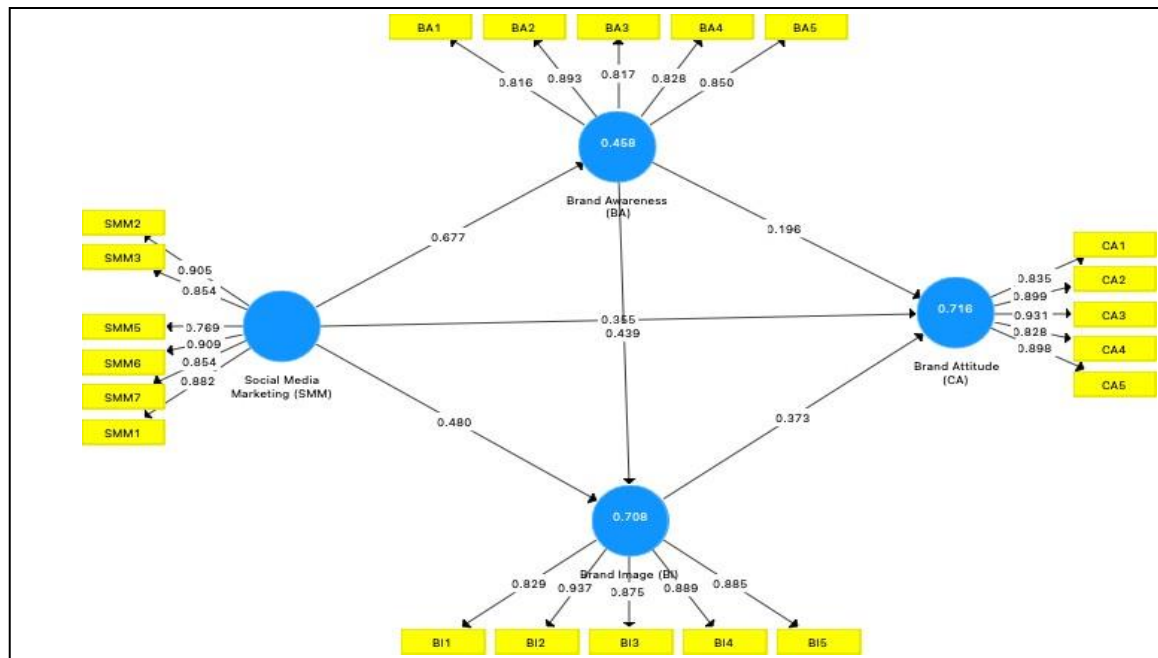 BA1 BA2 BA3 BA4 BA5
0.816 0.893 0.817 0.828 0.850
0.458
Brand Awareness
(BA)
SMM2
SMM3
SMM5
SMM6
SMM7
SMM1
0.905
0.854
0.769
0.909
0.854
0.882
Social Media
Marketing (SMM)
0.677
0.196
0.355
0.439
0.480
0.373
0.716
Brand Attitude
(CA)
0.835
0.899
0.931
0.828
0.898
CA1
CA2
CA3
CA4
CA5
0.708
Brand Image (BI)
0.829 0.937 0.875 0.889 0.885
BI1 BI2 BI3 BI4 BI5